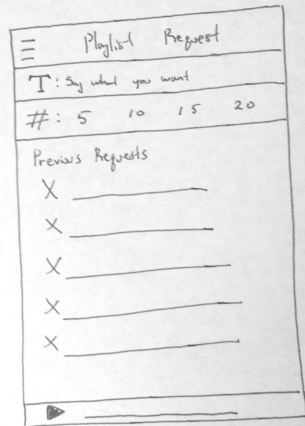 Playlist Request
T: Say what you want
#: 5 10 15 20
Previous Requests
X
X
X
X
X